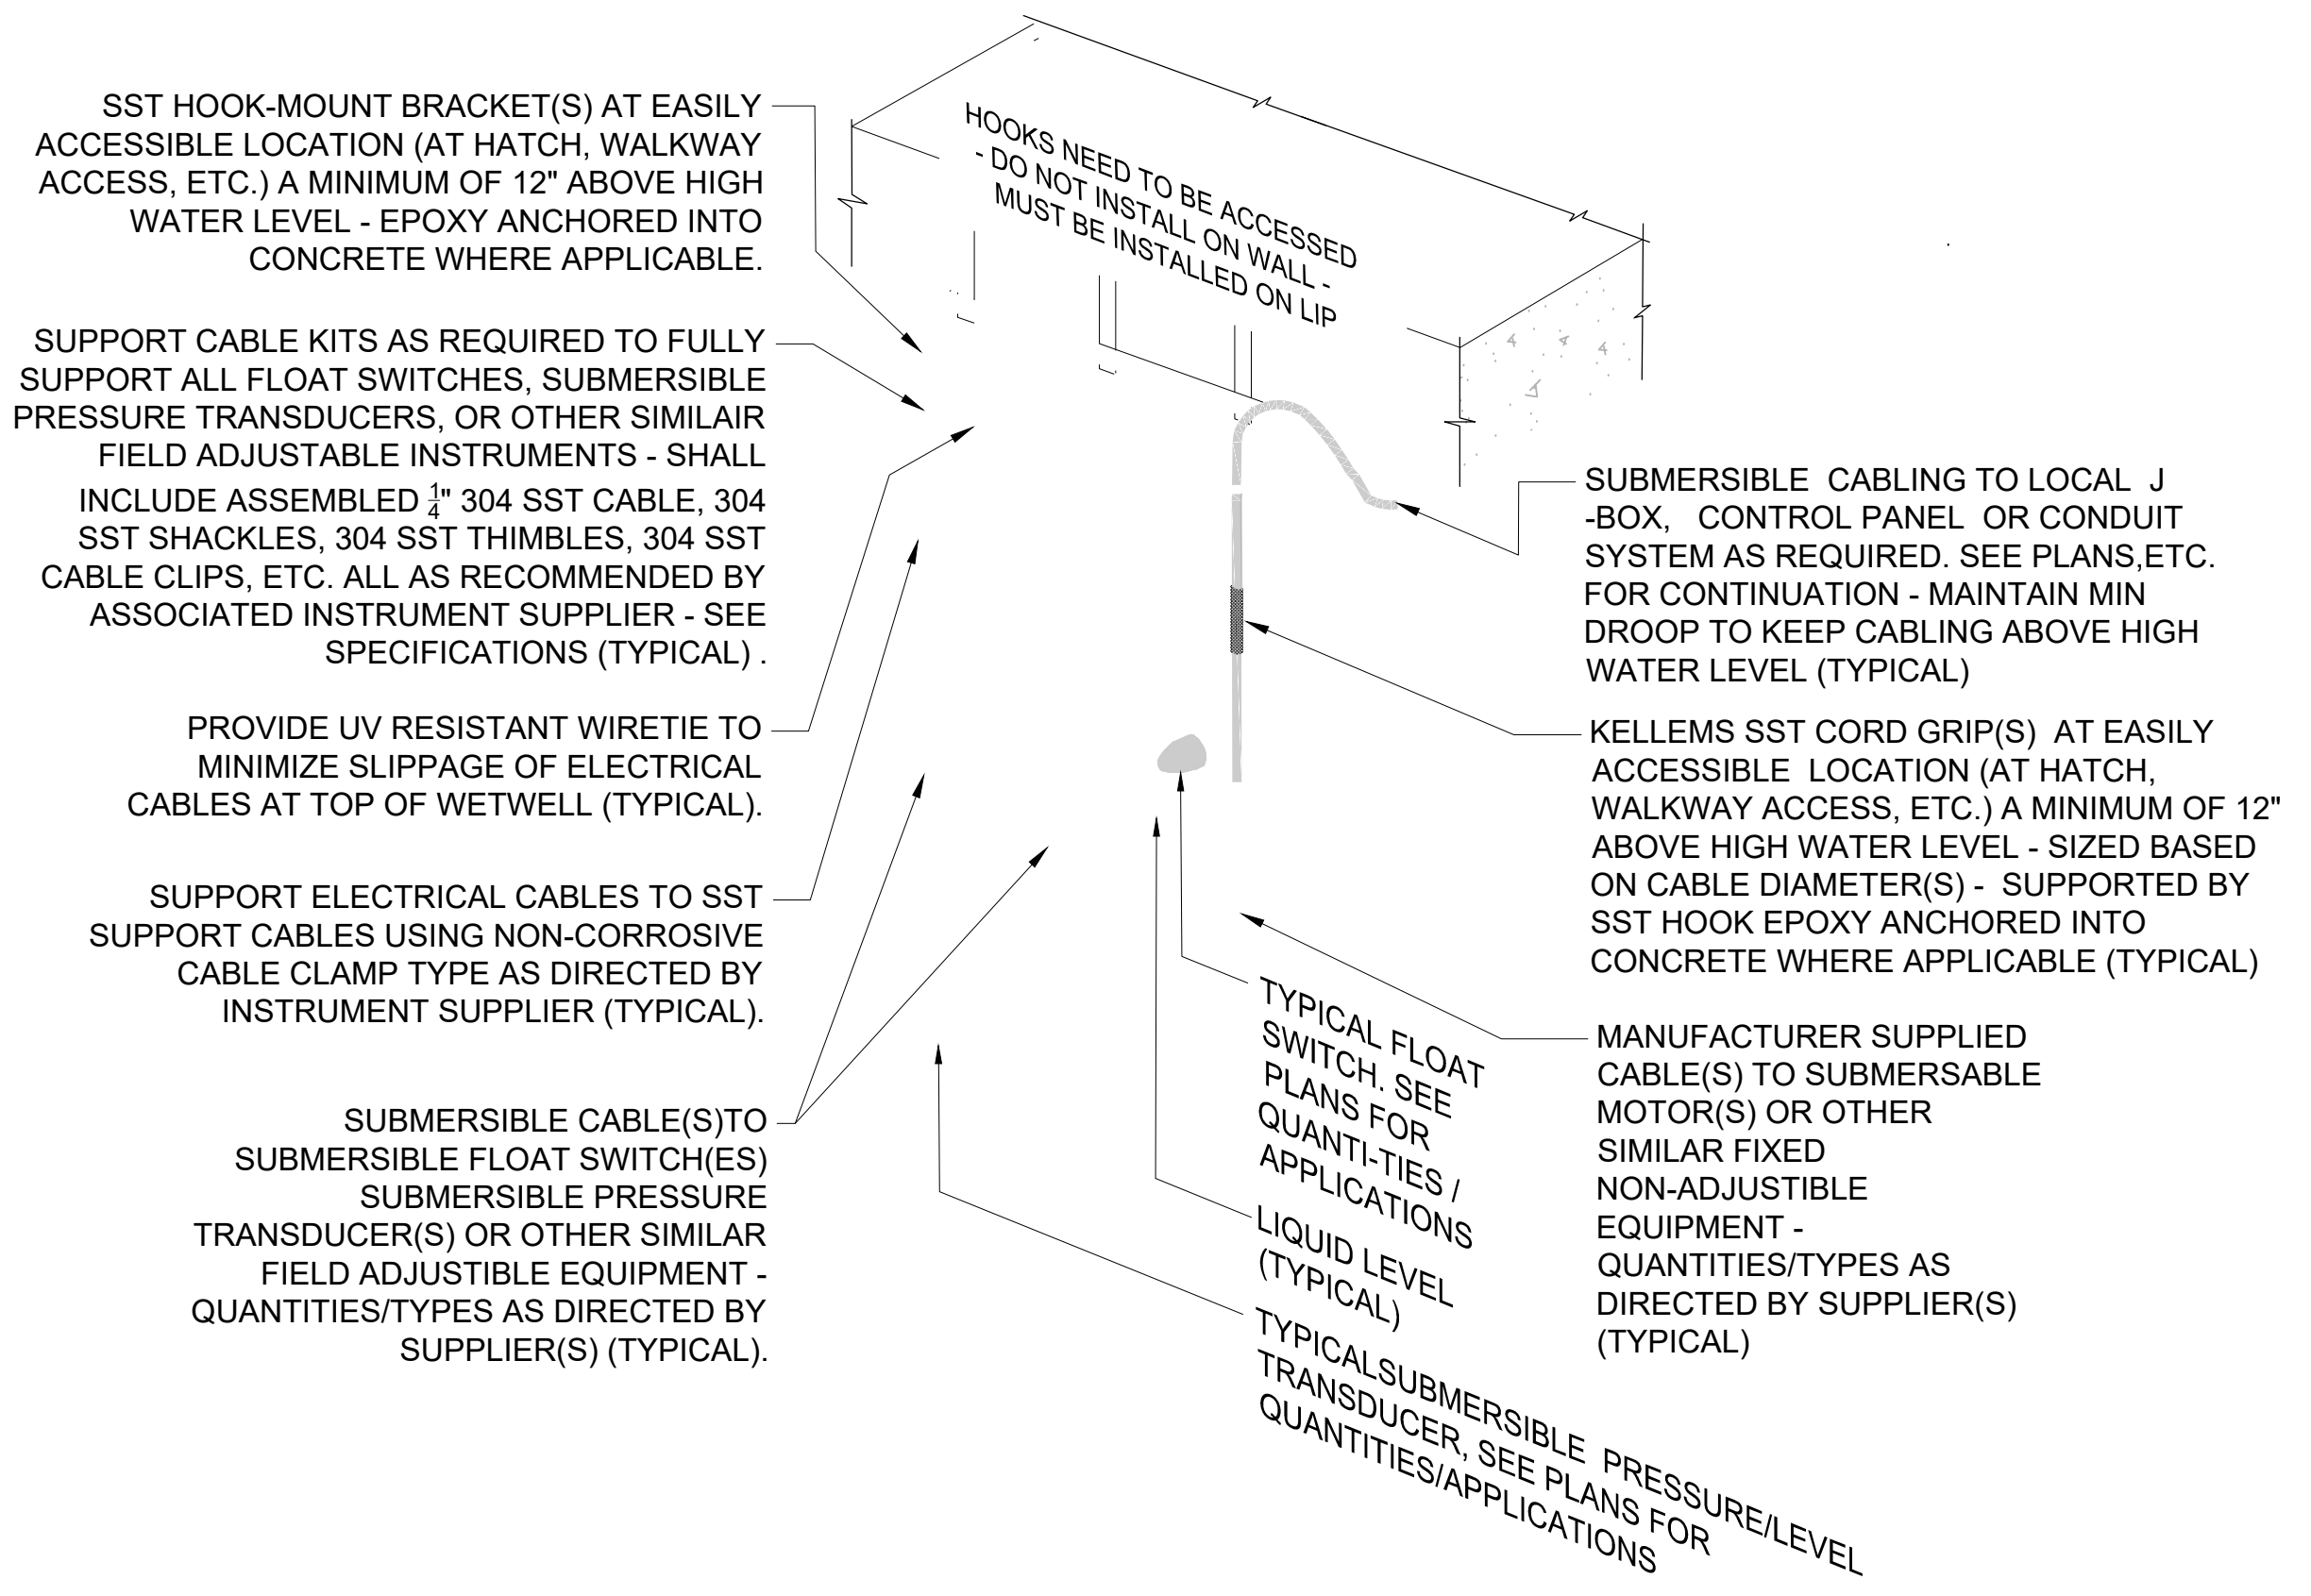 SST HOOK-MOUNT BRACKET(S) AT EASILY
ACCESSIBLE LOCATION (AT HATCH, WALKWAY
ACCESS, ETC.) A MINIMUM OF 12" ABOVE HIGH
WATER LEVEL - EPOXY ANCHORED INTO
CONCRETE WHERE APPLICABLE.
SUPPORT CABLE KITS AS REQUIRED TO FULLY
SUPPORT ALL FLOAT SWITCHES, SUBMERSIBLE
PRESSURE TRANSDUCERS, OR OTHER SIMILAIR
FIELD ADJUSTABLE INSTRUMENTS - SHALL
INCLUDE ASSEMBLED 1/4" 304 SST CABLE, 304
SST SHACKLES, 304 SST THIMBLES, 304 SST
CABLE CLIPS, ETC. ALL AS RECOMMENDED BY
ASSOCIATED INSTRUMENT SUPPLIER - SEE
SPECIFICATIONS (TYPICAL) .
PROVIDE UV RESISTANT WIRETIE TO
MINIMIZE SLIPPAGE OF ELECTRICAL
CABLES AT TOP OF WETWELL (TYPICAL).
SUPPORT ELECTRICAL CABLES TO SST
SUPPORT CABLES USING NON-CORROSIVE
CABLE CLAMP TYPE AS DIRECTED BY
INSTRUMENT SUPPLIER (TYPICAL).
SUBMERSIBLE CABLE(S)TO
SUBMERSIBLE FLOAT SWITCH(ES)
SUBMERSIBLE PRESSURE
TRANSDUCER(S) OR OTHER SIMILAR
FIELD ADJUSTIBLE EQUIPMENT -
QUANTITIES/TYPES AS DIRECTED BY
SUPPLIER(S) (TYPICAL).
HOOKS NEED TO BE ACCESSED
- DO NOT INSTALL ON WALL -
MUST BE INSTALLED ON LIP
SUBMERSIBLE CABLING TO LOCAL J
-BOX, CONTROL PANEL OR CONDUIT
SYSTEM AS REQUIRED. SEE PLANS,ETC.
FOR CONTINUATION - MAINTAIN MIN
DROOP TO KEEP CABLING ABOVE HIGH
WATER LEVEL (TYPICAL)
KELLEMS SST CORD GRIP(S) AT EASILY
ACCESSIBLE LOCATION (AT HATCH,
WALKWAY ACCESS, ETC.) A MINIMUM OF 12"
ABOVE HIGH WATER LEVEL - SIZED BASED
ON CABLE DIAMETER(S) - SUPPORTED BY
SST HOOK EPOXY ANCHORED INTO
CONCRETE WHERE APPLICABLE (TYPICAL)
MANUFACTURER SUPPLIED
CABLE(S) TO SUBMERSABLE
MOTOR(S) OR OTHER
SIMILAR FIXED
NON-ADJUSTIBLE
EQUIPMENT -
QUANTITIES/TYPES AS
DIRECTED BY SUPPLIER(S)
(TYPICAL)
TYPICAL FLOAT
SWITCH. SEE
PLANS FOR
QUANTI-TIES /
APPLICATIONS
LIQUID LEVEL
(TYPICAL)
TYPICALSUBMERSIBLE PRESSURE/LEVEL
TRANSDUCER, SEE PLANS FOR
QUANTITIES/APPLICATIONS